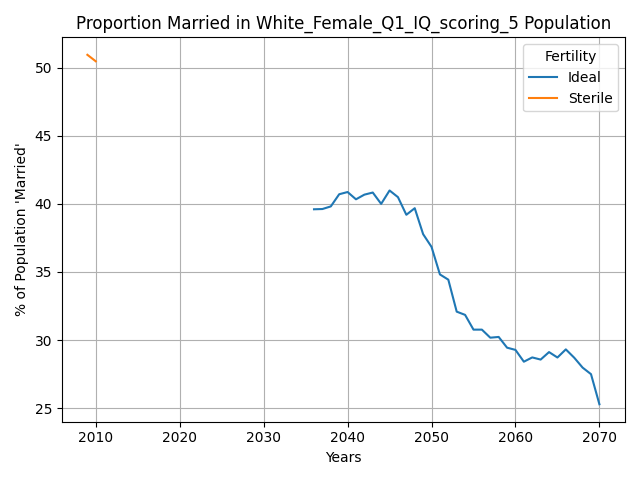 Proportion Married in White_Female_Q1_IQ_scoring_5 Population
% of Population 'Married'
50
45
40
35
30
25
Fertility
Ideal
Sterile
2010 2020 2030 2040 2050 2060 2070
Years